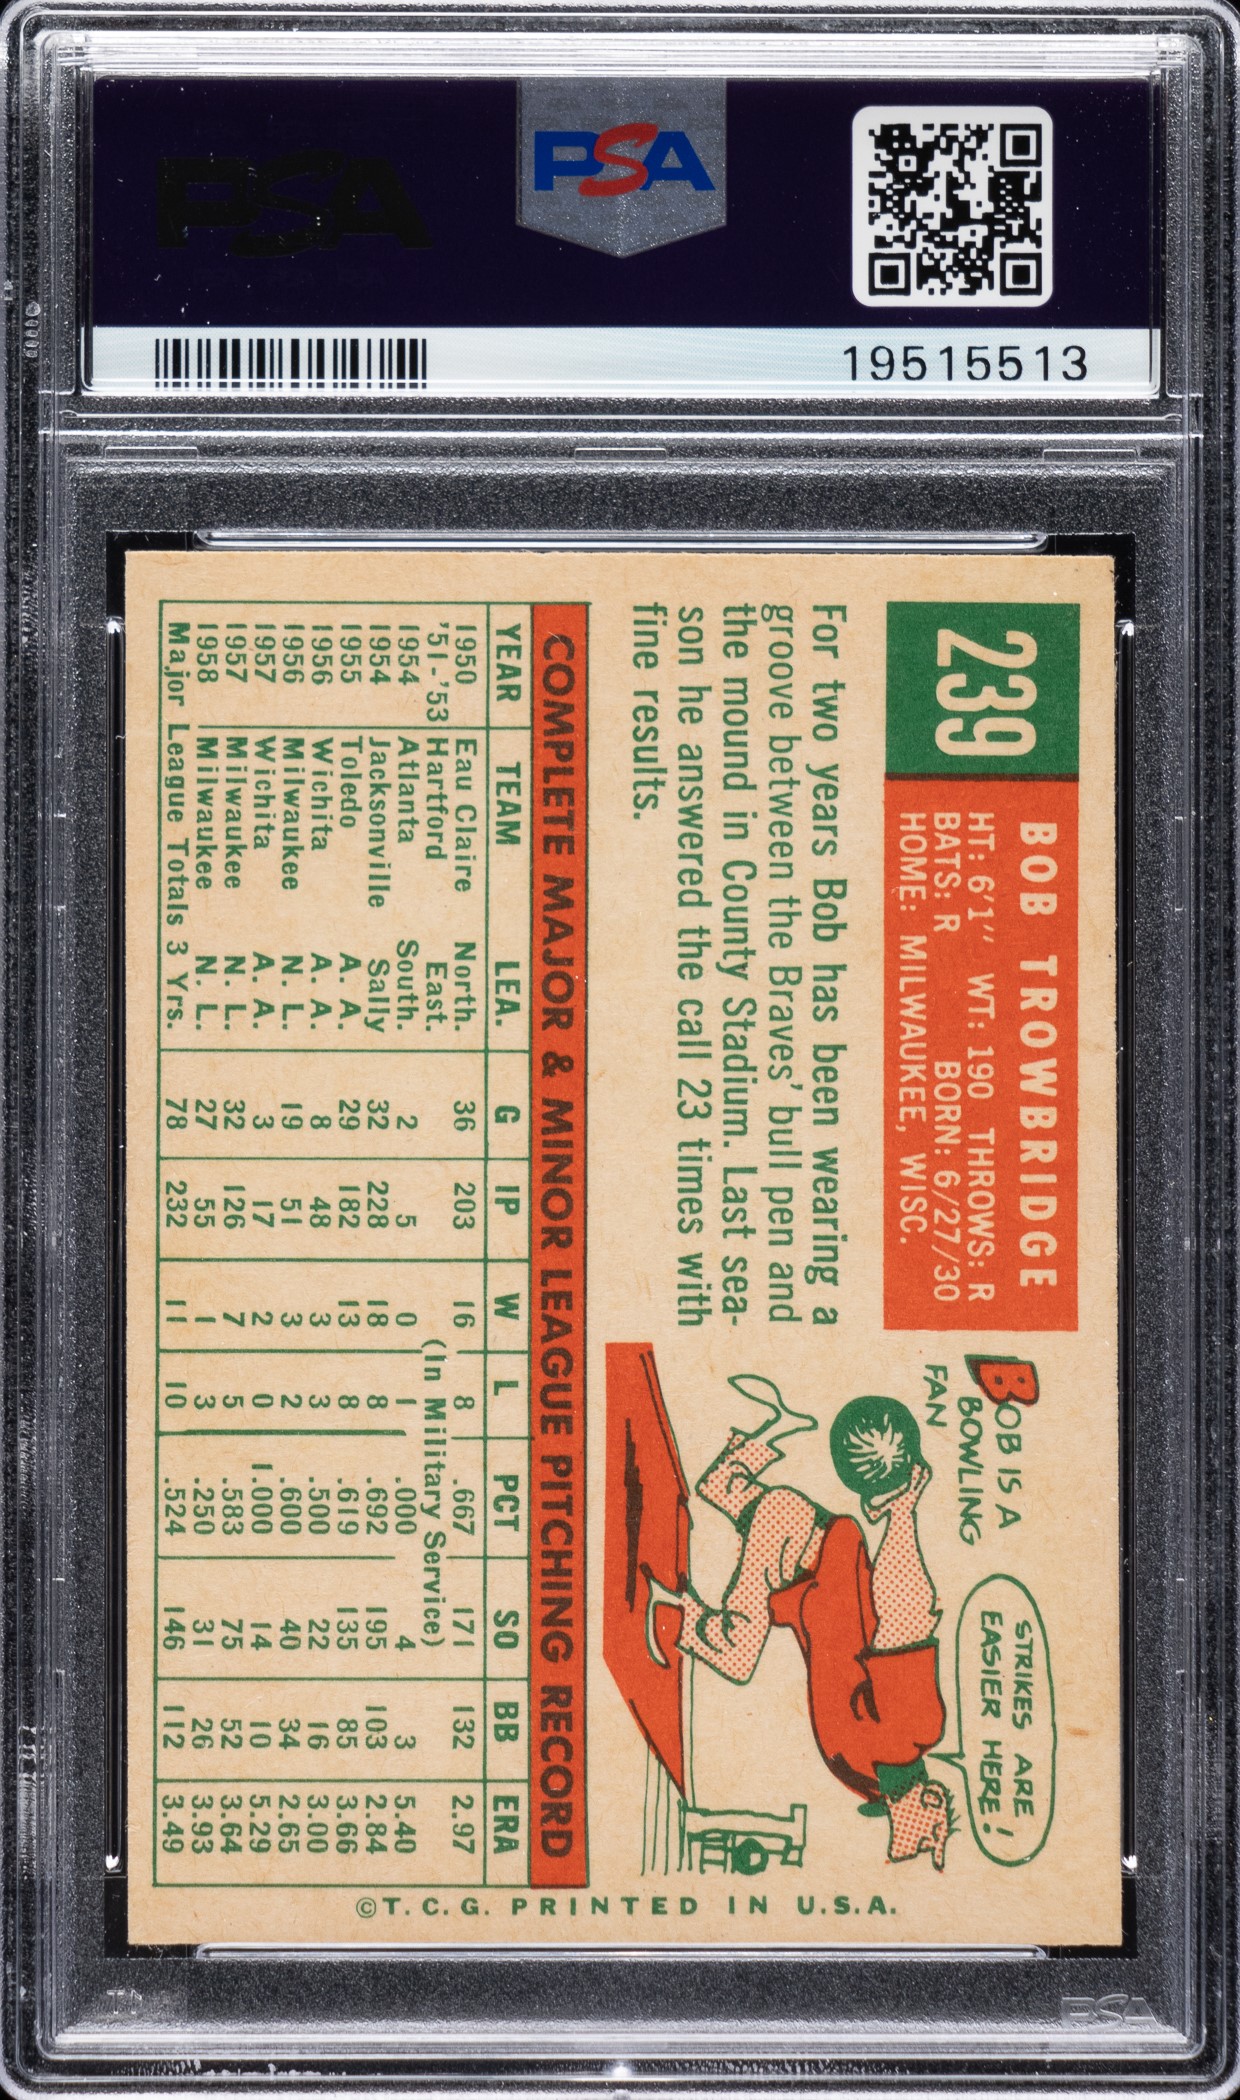 PSA
PSA
19515513
239
BOB TROWBRIDGE
HT: 6'1" WT: 190 THROWS: R
BATS: R BORN: 6/27/30
HOME: MILWAUKEE, WISC.
For two years Bob has been wearing a
groove between the Braves' bull pen and
the mound in County Stadium. Last sea-
son he answered the call 23 times with
fine results.
BOB IS A
BOWLING
FAN
STRIKES ARE
EASIER HERE!
COMPLETE MAJOR & MINOR LEAGUE PITCHING RECORD
YEAR TEAM LEA. G IP W L PCT SO BB ERA
1950 Eau Claire North. 36 203 16 8 .667 171 132 2.97
'51-'53 Hartford East. (In Military Service)
1954 Atlanta South. 2 5 0 1 .000 4 3 5.40
1954 Jacksonville Sally 32 228 18 8 .692 195 103 2.84
1955 Toledo A. A. 29 182 13 8 .619 135 85 3.66
1956 Wichita A. A. 8 48 3 3 .500 22 16 3.00
1956 Milwaukee N. L. 19 51 3 2 .600 40 34 2.65
1957 Wichita A. A. 3 17 2 0 1.000 14 10 5.29
1957 Milwaukee N. L. 32 126 7 5 .583 75 52 3.64
1958 Milwaukee N. L. 27 55 1 3 .250 31 26 3.93
Major League Totals 3 Yrs. 78 232 11 10 .524 146 112 3.49
©T. C. G. PRINTED IN U.S.A.
PSA